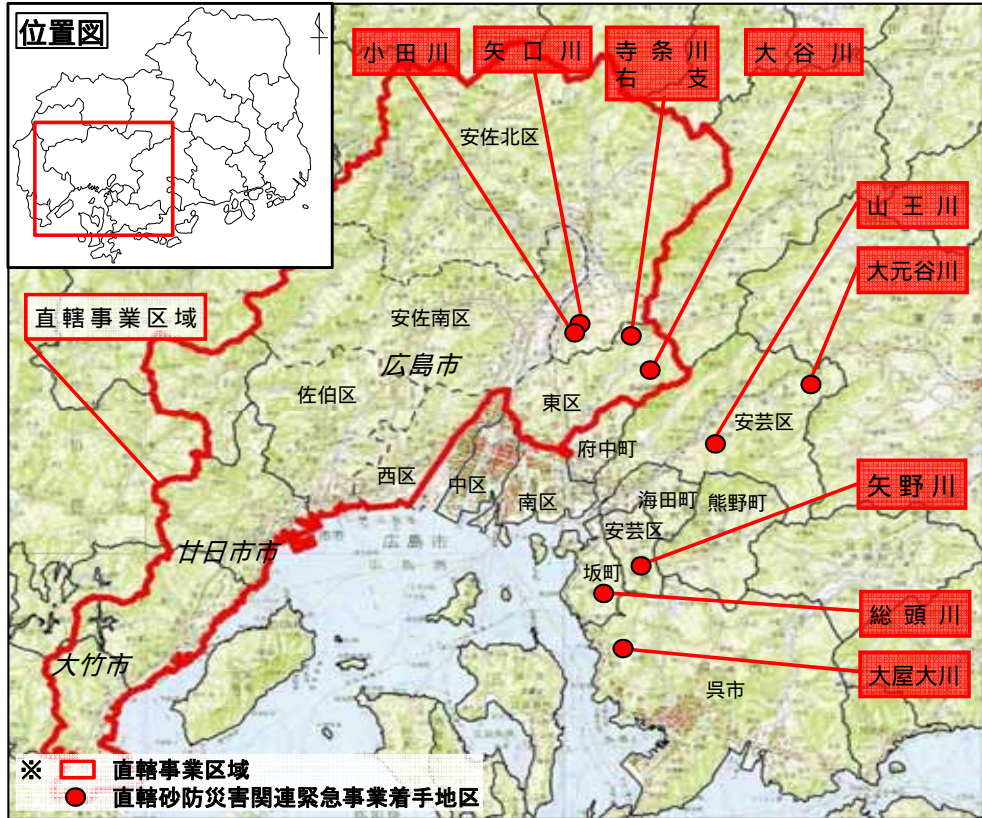 位置図
小田川
矢口川
寺条川
右支
大谷川
安佐北区
山王川
大元谷川
直轄事業区域
安佐南区
広島市
佐伯区
東区
安芸区
府中町
西区
中区
南区
海田町
熊野町
安芸区
矢野川
廿日市市
広島市
坂町
総頭川
大竹市
大屋大川
呉市
※ 直轄事業区域
直轄砂防災害関連緊急事業着手地区